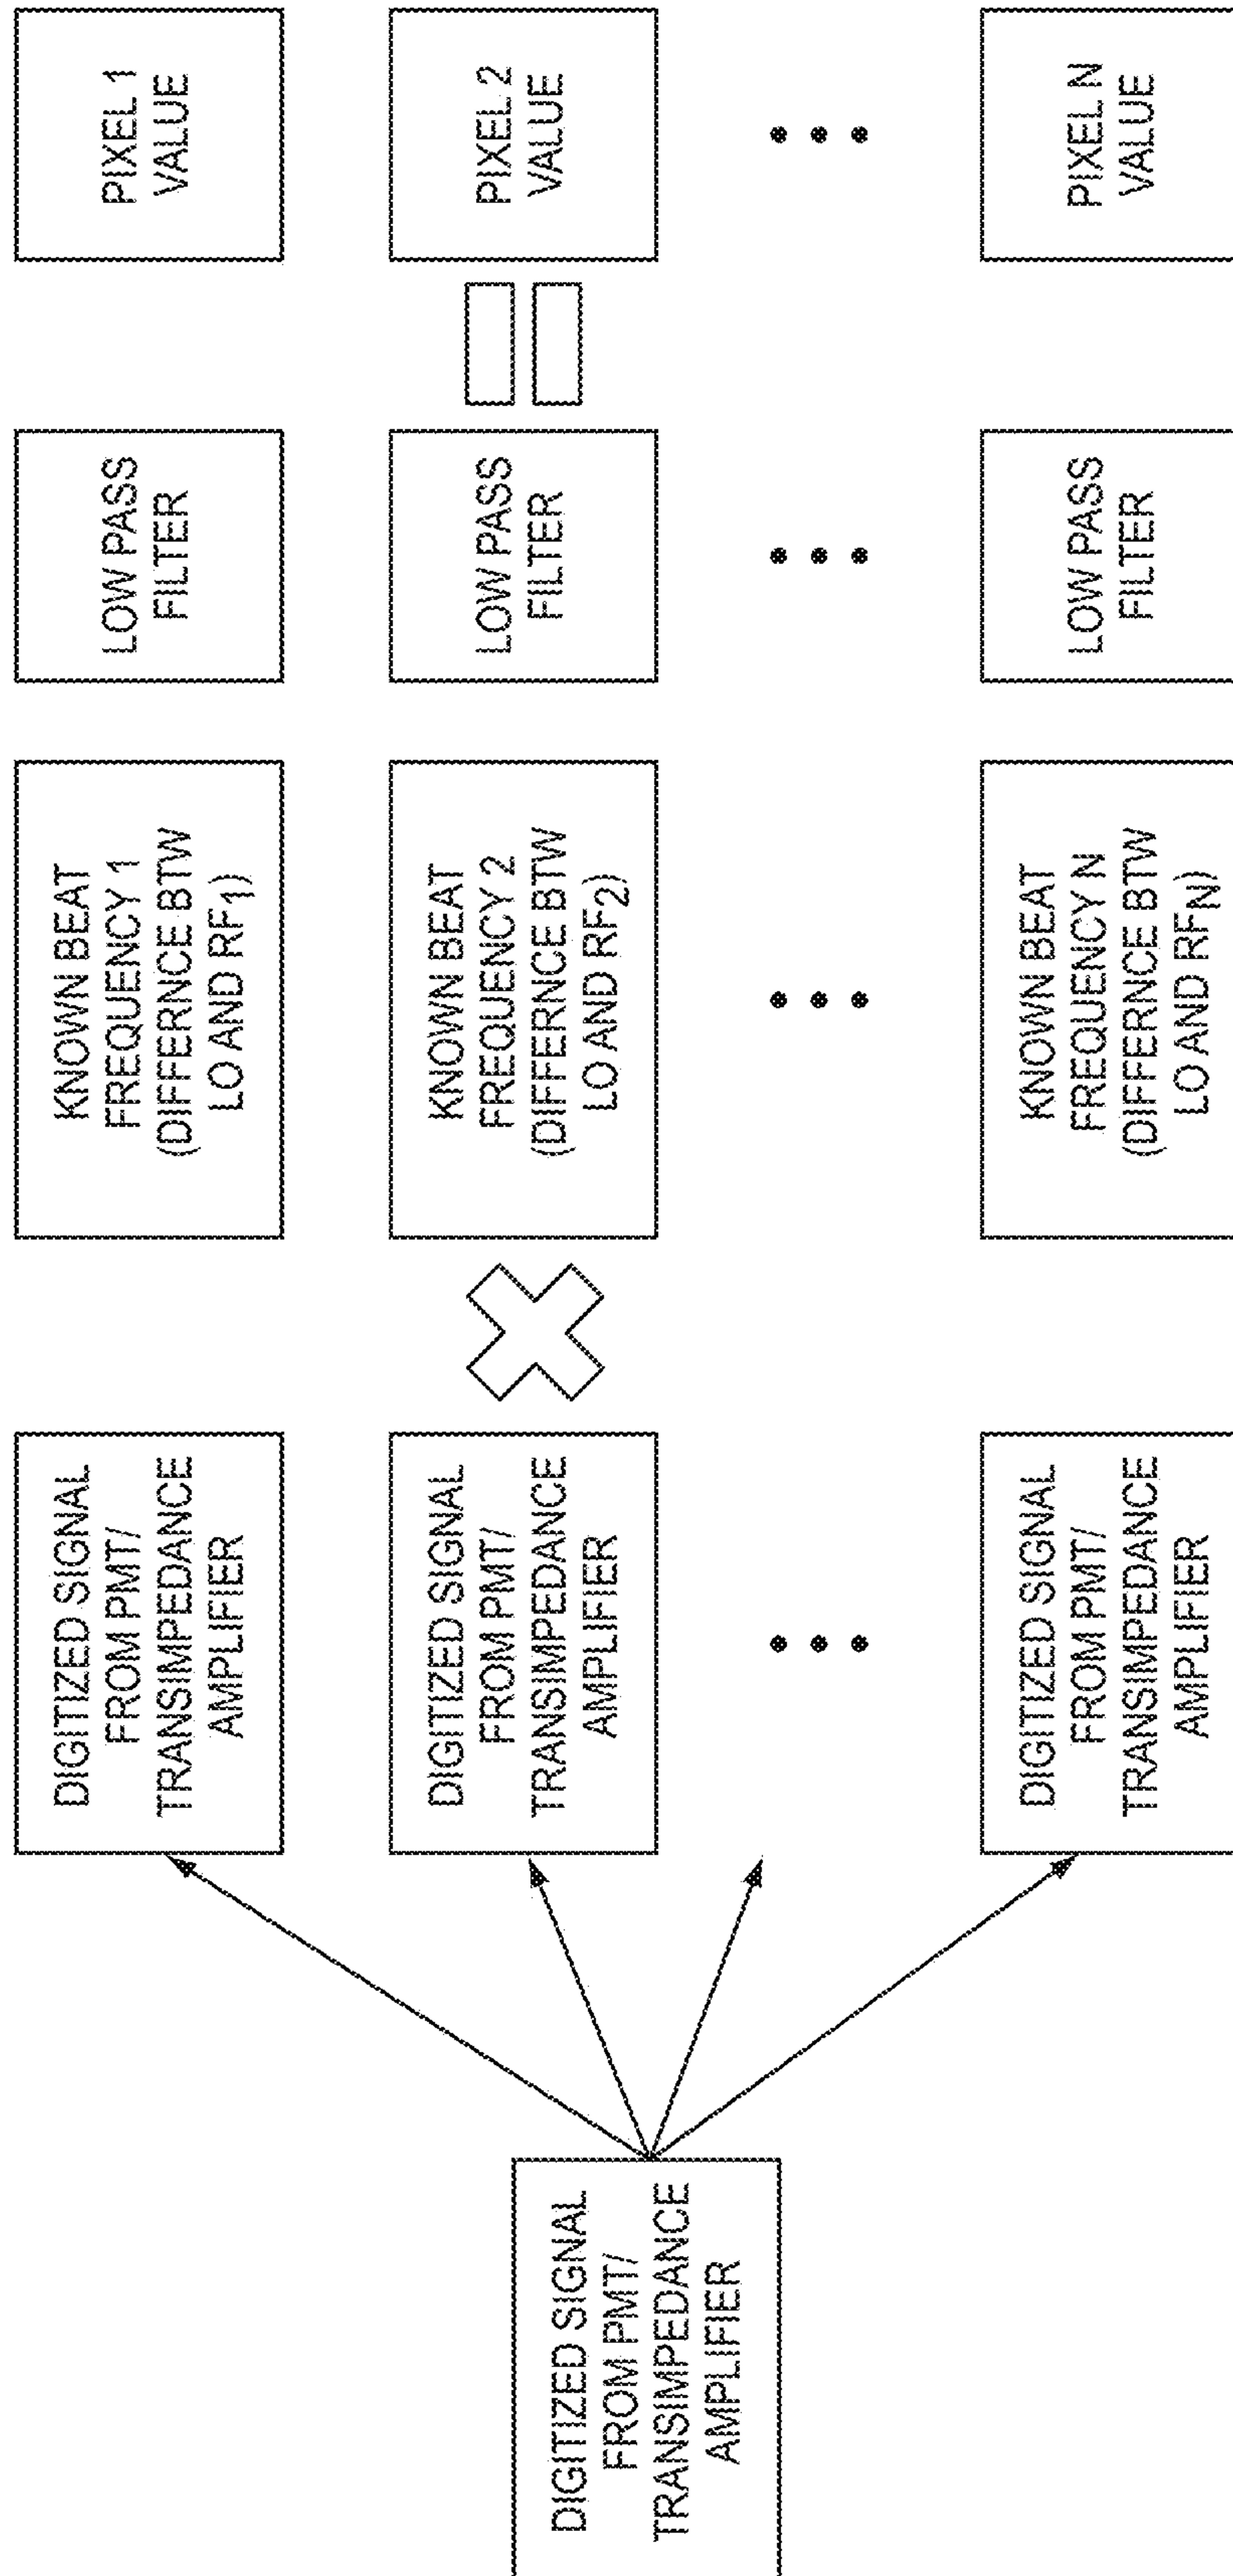 DIGITIZED SIGNAL
FROM PMT/
TRANSIMPEDANCE
AMPLIFIER
DIGITIZED SIGNAL
FROM PMT/
TRANSIMPEDANCE
AMPLIFIER
KNOWN BEAT
FREQUENCY 1
(DIFFERNCE BTW
LO AND RF₁)
LOW PASS
FILTER
PIXEL 1
VALUE
DIGITIZED SIGNAL
FROM PMT/
TRANSIMPEDANCE
AMPLIFIER
KNOWN BEAT
FREQUENCY 2
(DIFFERNCE BTW
LO AND RF₂)
LOW PASS
FILTER
PIXEL 2
VALUE
DIGITIZED SIGNAL
FROM PMT/
TRANSIMPEDANCE
AMPLIFIER
KNOWN BEAT
FREQUENCY N
(DIFFERNCE BTW
LO AND RFN)
LOW PASS
FILTER
PIXEL N
VALUE